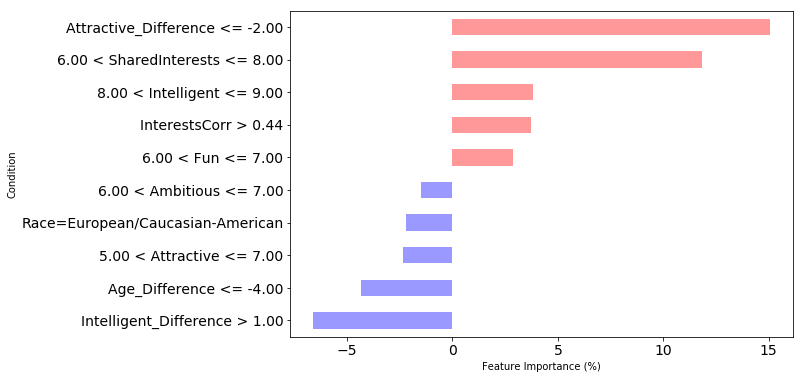 Attractive_Difference <= -2.00
6.00 < SharedInterests <= 8.00
8.00 < Intelligent <= 9.00
InterestsCorr > 0.44
6.00 < Fun <= 7.00
6.00 < Ambitious <= 7.00
Race=European/Caucasian-American
5.00 < Attractive <= 7.00
Age_Difference <= -4.00
Intelligent_Difference > 1.00
Condition
−5 0 5 10 15
Feature Importance (%)